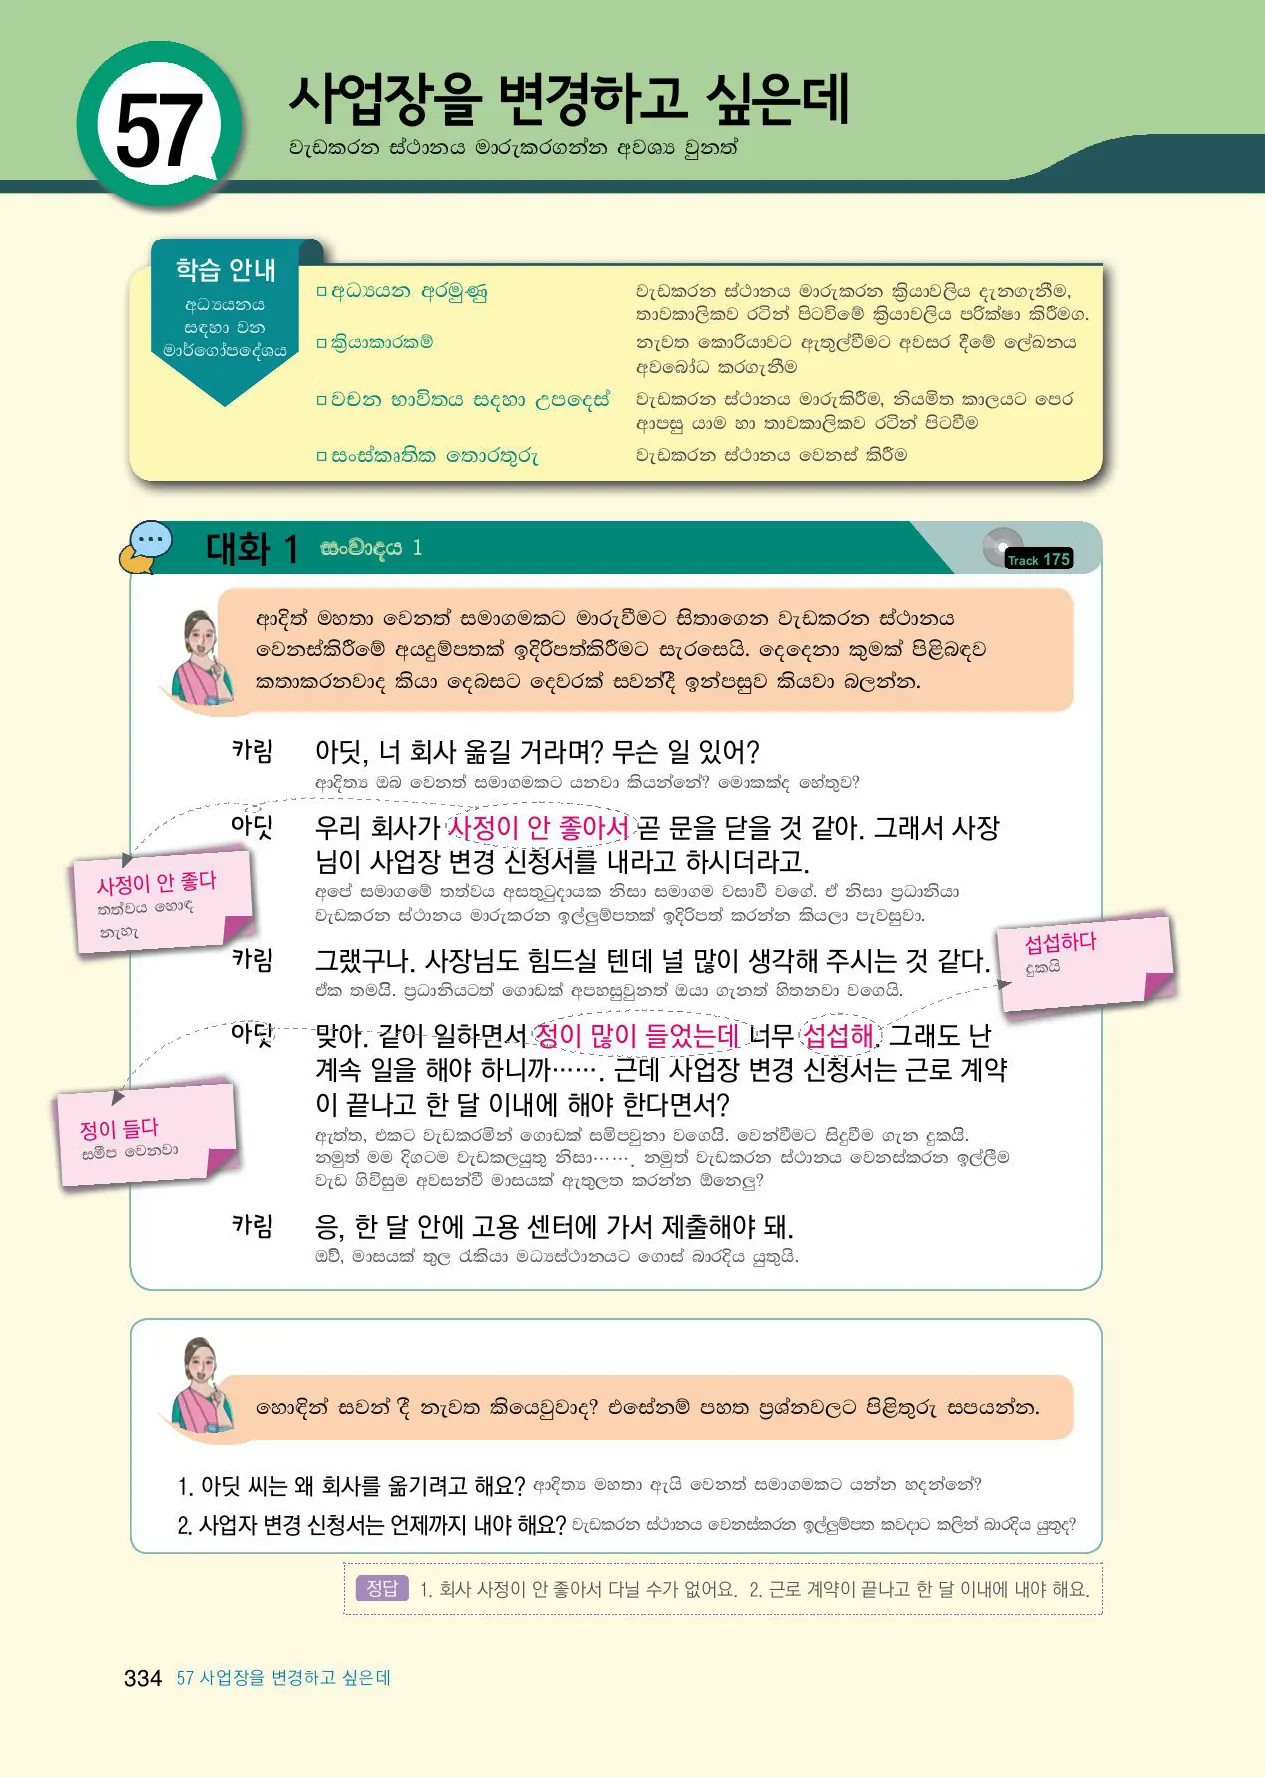 57
사업장을 변경하고 싶은데
වැඩකරන ස්ථානය මාරුකරගන්න අවශ්‍ය වුනත්
학습 안내
අධ්‍යයනය
සඳහා වන
මාර්ගෝපදේශය
□ අධ්‍යයන අරමුණු
වැඩකරන ස්ථානය මාරුකරන ක්‍රියාවලිය දැනගැනීම,
තාවකාලිකව රටින් පිටවීමේ ක්‍රියාවලිය පරික්ෂා කිරීමග.
□ ක්‍රියාකාරකම්
නැවත කොරියාවට ඇතුල්වීමට අවසර දීමේ ලේඛනය
අවබෝධ කරගැනීම
□ වචන භාවිතය සඳහා උපදෙස්
වැඩකරන ස්ථානය මාරුකිරීම, නියමිත කාලයට පෙර
ආපසු යාම හා තාවකාලිකව රටින් පිටවීම
□ සංස්කෘතික තොරතුරු
වැඩකරන ස්ථානය වෙනස් කිරීම
대화 1 සංවාදය 1
Track 175
ආදිත් මහතා වෙනත් සමාගමකට මාරුවීමට සිතාගෙන වැඩකරන ස්ථානය
වෙනස්කිරීමේ අයදුම්පතක් ඉදිරිපත්කිරීමට සැරසෙයි. දෙදෙනා කුමක් පිළිබඳව
කතාකරනවාද කියා දෙබසට දෙවරක් සවන්දී ඉන්පසුව කියවා බලන්න.
카림 아딧, 너 회사 옮길 거라며? 무슨 일 있어?
ආදිත්‍ය ඔබ වෙනත් සමාගමකට යනවා කියන්නේ? මොකක්ද හේතුව?
아딧 우리 회사가 사정이 안 좋아서 곧 문을 닫을 것 같아. 그래서 사장
님이 사업장 변경 신청서를 내라고 하시더라고.
අපේ සමාගමේ තත්වය අසතුටුදායක නිසා සමාගම වසාවී වගේ. ඒ නිසා ප්‍රධානියා
වැඩකරන ස්ථානය මාරුකරන ඉල්ලුම්පතක් ඉදිරිපත් කරන්න කියලා පැවසුවා.
사정이 안 좋다
තත්වය හොඳ
නැහැ
카림 그랬구나. 사장님도 힘드실 텐데 널 많이 생각해 주시는 것 같다.
ඒක තමයි. ප්‍රධානියටත් ගොඩක් අපහසුවුනත් ඔයා ගැනත් හිතනවා වගෙයි.
섭섭하다
දුකයි
아딧 맞아. 같이 일하면서 정이 많이 들었는데 너무 섭섭해. 그래도 난
계속 일을 해야 하니까……. 근데 사업장 변경 신청서는 근로 계약
이 끝나고 한 달 이내에 해야 한다면서?
ඇත්ත, එකට වැඩකරමින් ගොඩක් සමිපවුනා වගෙයි. වෙන්වීමට සිදුවීම ගැන දුකයි.
නමුත් මම දිගටම වැඩකලයුතු නිසා……. නමුත් වැඩකරන ස්ථානය වෙනස්කරන ඉල්ලීම
වැඩ ගිවිසුම අවසන්වී මාසයක් ඇතුලත කරන්න ඕනෙලු?
정이 들다
සමීප වෙනවා
카림 응, 한 달 안에 고용 센터에 가서 제출해야 돼.
ඔව්, මාසයක් තුල රැකියා මධ්‍යස්ථානයට ගොස් බාරදිය යුතුයි.
හොඳින් සවන් දී නැවත කියෙවුවාද? එසේනම් පහත ප්‍රශ්නවලට පිළිතුරු සපයන්න.
1. 아딧 씨는 왜 회사를 옮기려고 해요? ආදිත්‍ය මහතා ඇයි වෙනත් සමාගමකට යන්න හදන්නේ?
2. 사업자 변경 신청서는 언제까지 내야 해요? වැඩකරන ස්ථානය වෙනස්කරන ඉල්ලුම්පත කවදාට කලින් බාරදිය යුතුද?
정답 1. 회사 사정이 안 좋아서 다닐 수가 없어요. 2. 근로 계약이 끝나고 한 달 이내에 내야 해요.
334 57 사업장을 변경하고 싶은데